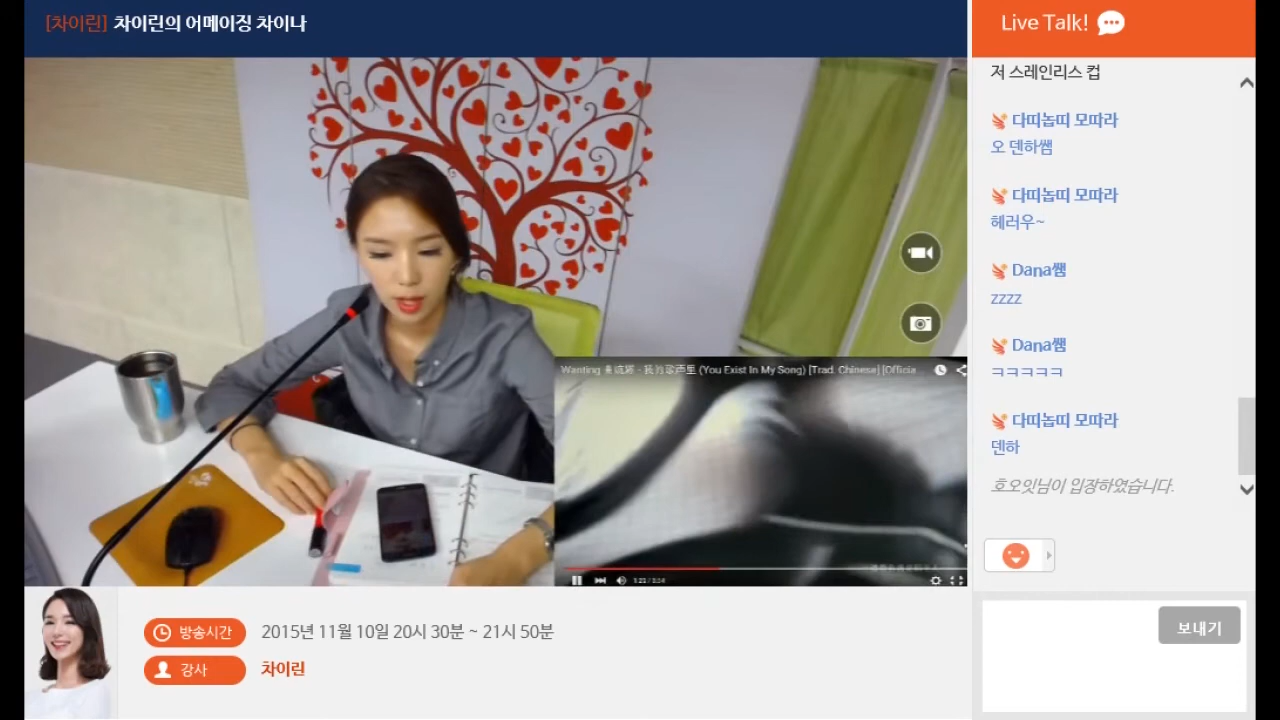 [차이린] 차이린의 어메이징 차이나
Live Talk!
저 스레인리스 컵
다띠놉띠 모따라
오 덴하쌤
다띠놉띠 모따라
헤러우~
Dana쌤
zzzz
Dana쌤
ㅋㅋㅋㅋㅋ
다띠놉띠 모따라
덴하
호오잇님이 입장하였습니다.
보내기
Wanting 我的歌声里 (You Exist In My Song) [Trad. Chinese] [Officia
방송시간 2015년 11월 10일 20시 30분 ~ 21시 50분
강사 차이린